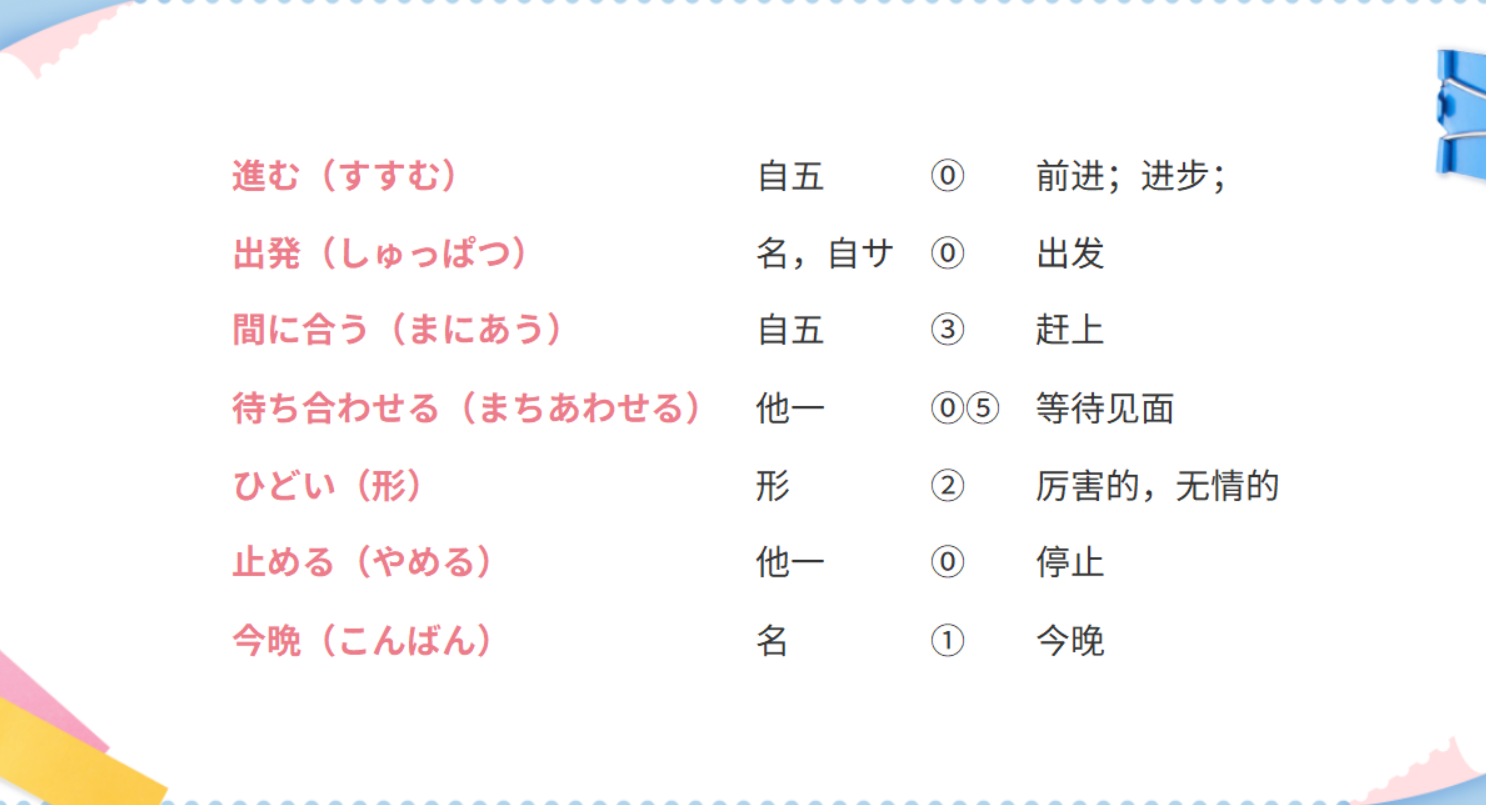 進む（すすむ） 自五 ⓪ 前进；进步；
出発（しゅっぱつ） 名，自サ ⓪ 出发
間に合う（まにあう） 自五 ③ 赶上
待ち合わせる（まちあわせる） 他一 ⓪⑤ 等待见面
ひどい（形） 形 ② 厉害的，无情的
止める（やめる） 他一 ⓪ 停止
今晩（こんばん） 名 ① 今晚